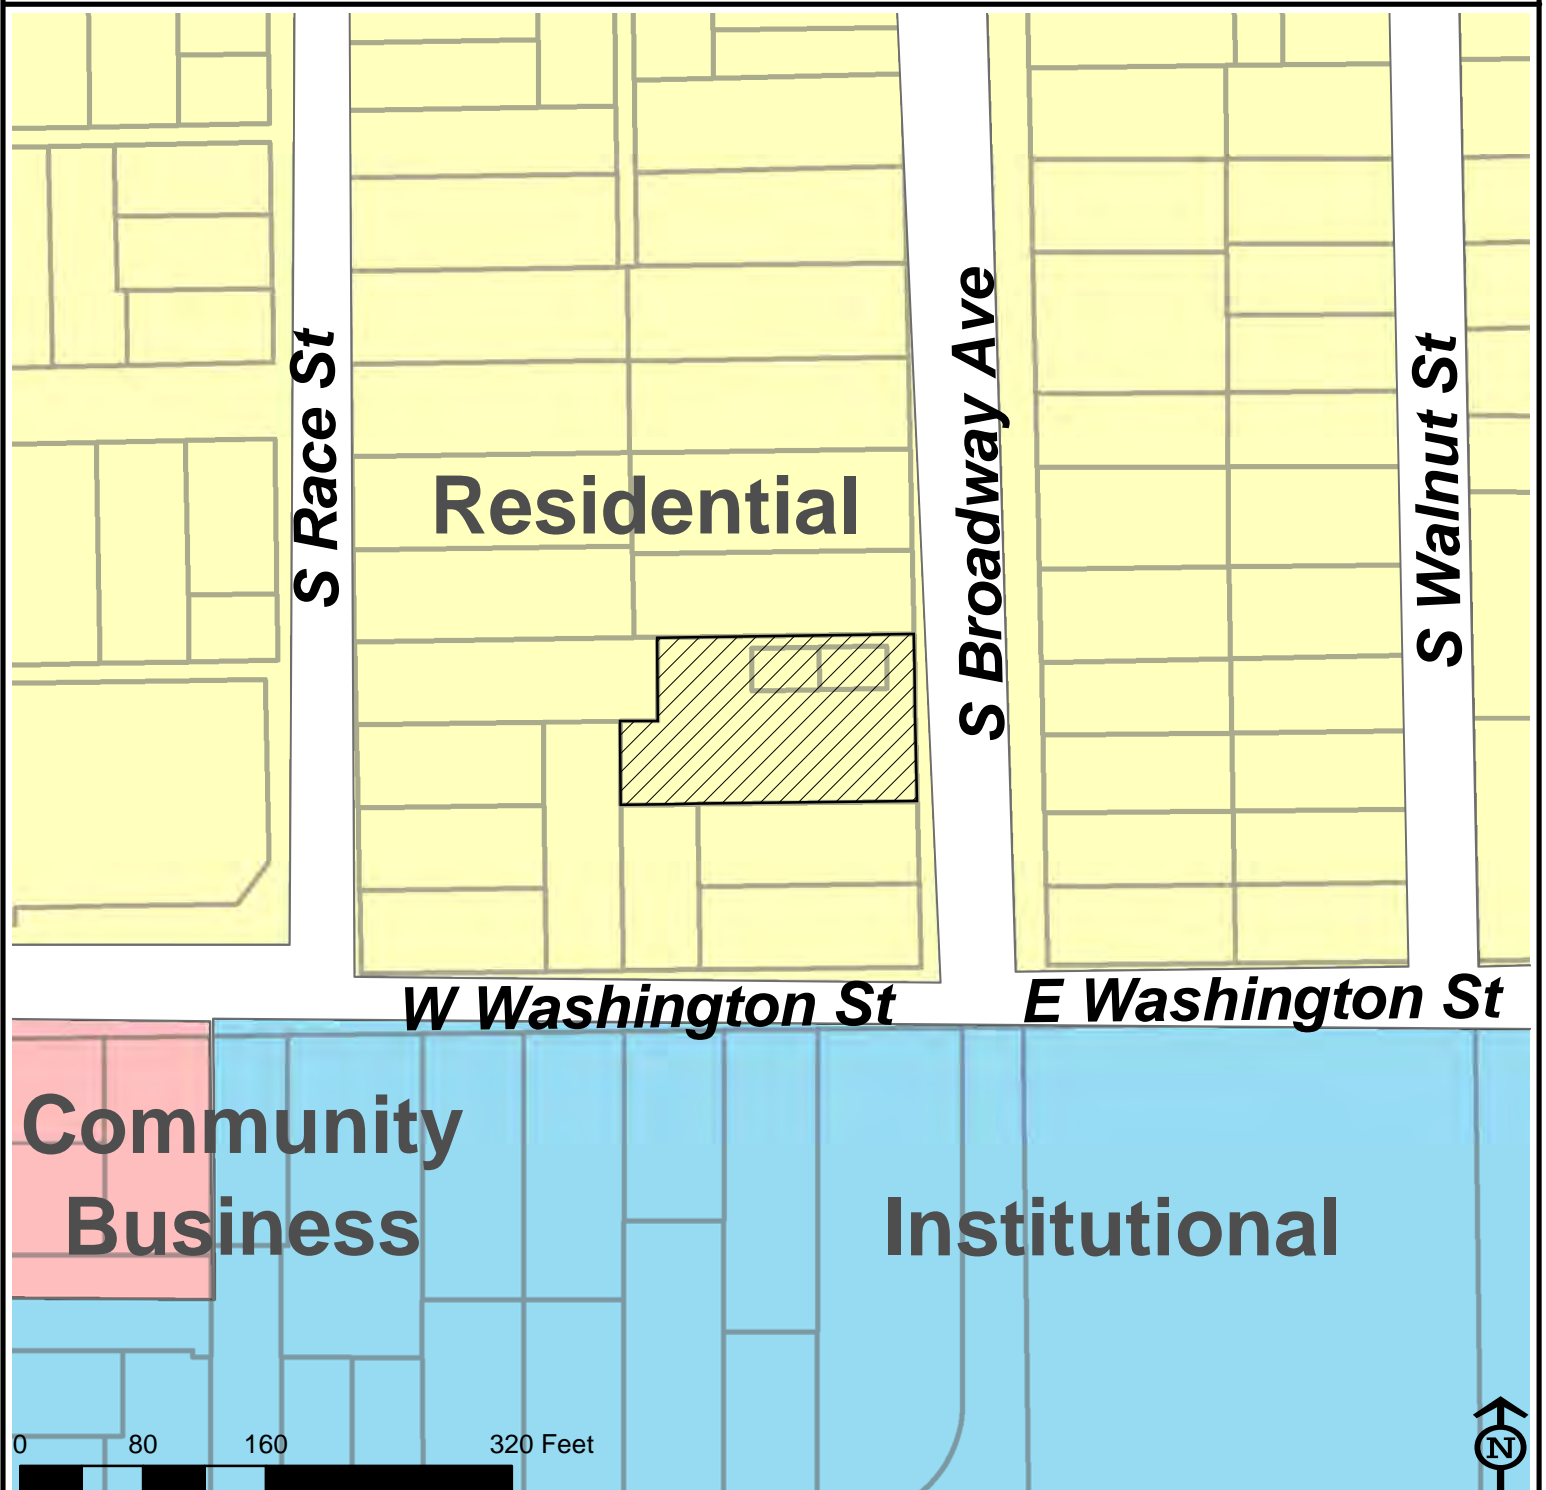 S Race St
S Broadway Ave
S Walnut St
Residential
W Washington St
E Washington St
Community
Business
Institutional
0 80 160 320 Feet
N